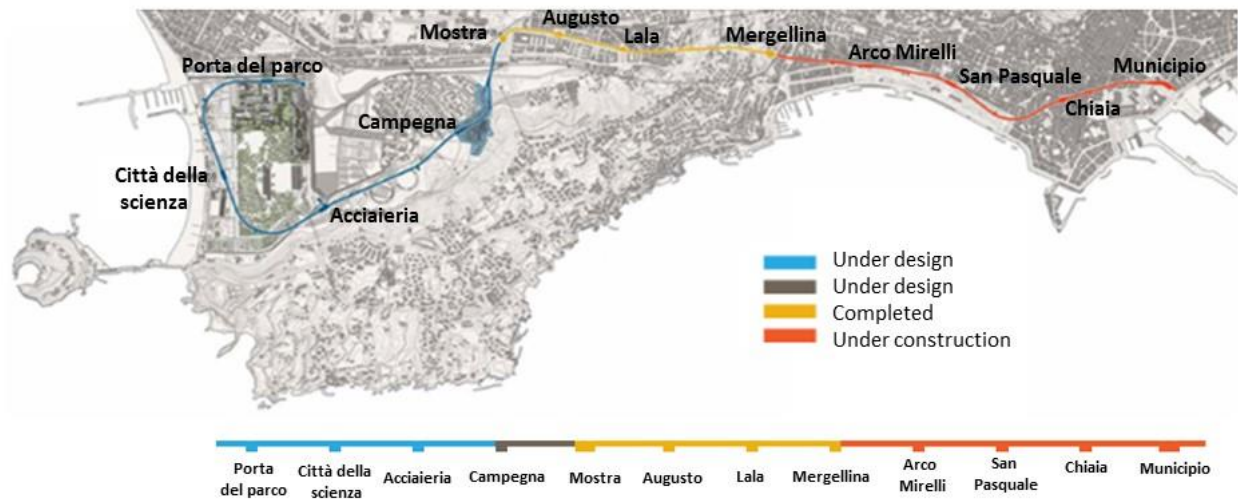 Augusto
Mostra
Lala
Mergellina
Porta del parco
Arco Mirelli
San Pasquale
Municipio
Chiaia
Campegna
Città della
scienza
Acciaieria
Under design
Under design
Completed
Under construction
Porta
del parco
Città della
scienza
Acciaieria
Campegna
Mostra
Augusto
Lala
Mergellina
Arco
Mirelli
San
Pasquale
Chiaia
Municipio